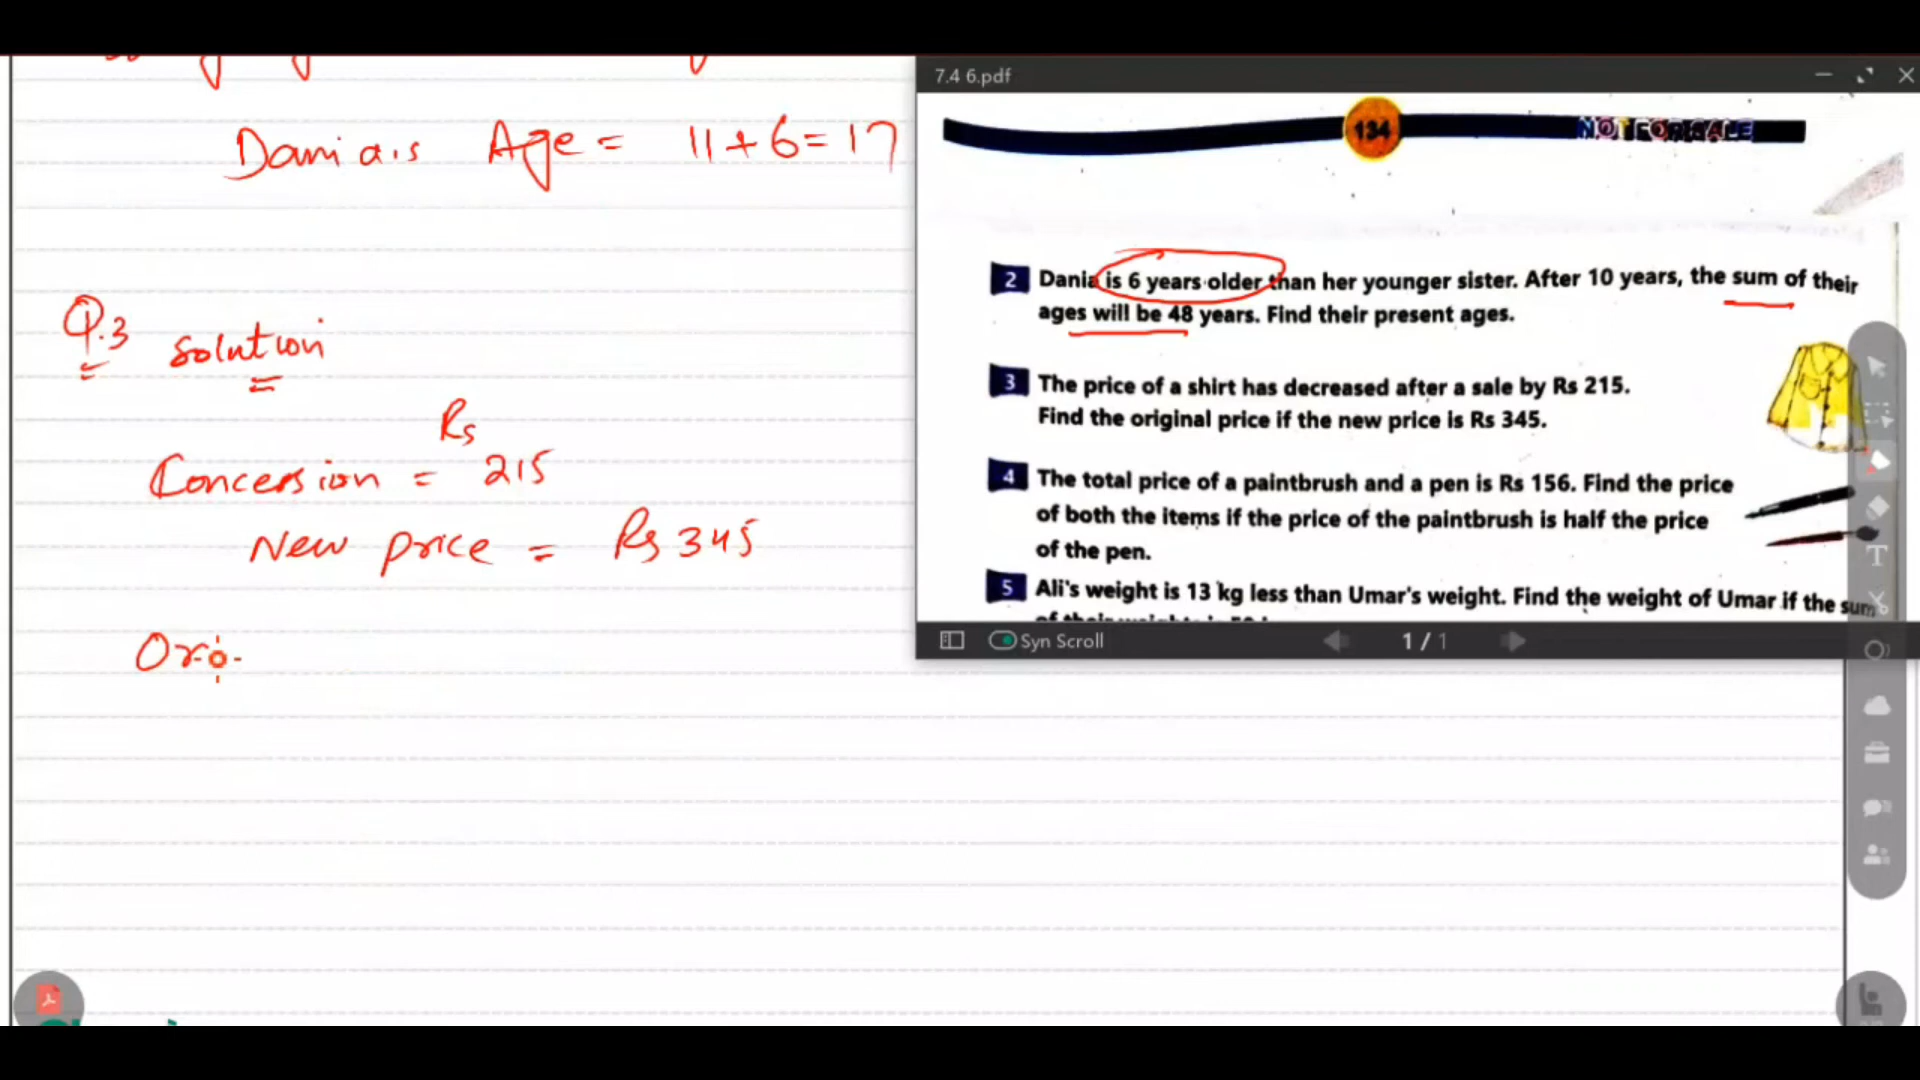 Dania.s Age = 11+6=17
Q.3 Solution
Rs
Concession = 215
New price = Rs 345
Ori
7.4 6.pdf
134
NOT FOR SALE
2 Dania is 6 years older than her younger sister. After 10 years, the sum of their
ages will be 48 years. Find their present ages.
3 The price of a shirt has decreased after a sale by Rs 215.
Find the original price if the new price is Rs 345.
4 The total price of a paintbrush and a pen is Rs 156. Find the price
of both the items if the price of the paintbrush is half the price
of the pen.
5 Ali's weight is 13 kg less than Umar's weight. Find the weight of Umar if the sum
Syn Scroll
1 / 1
T